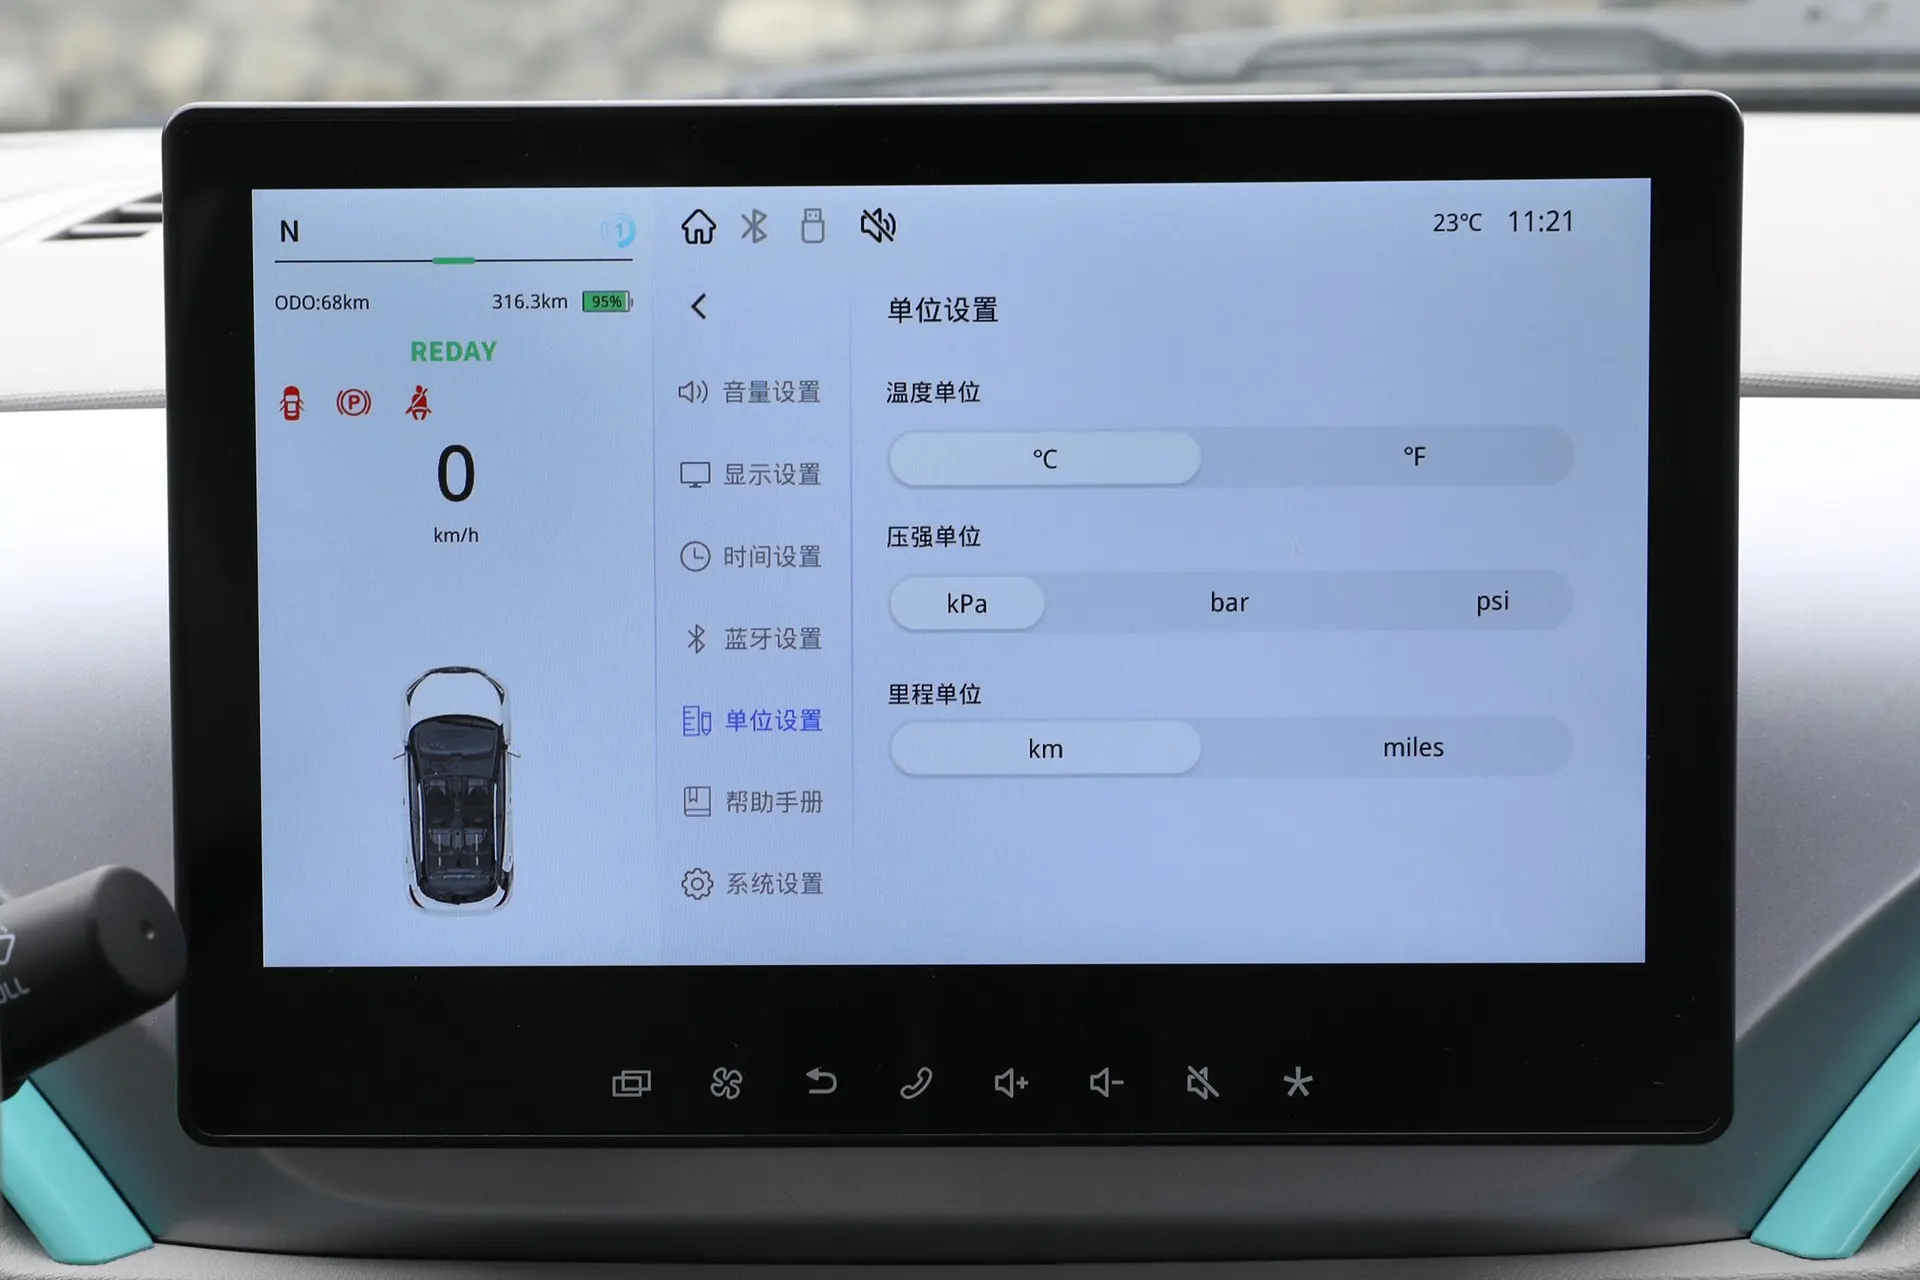 N
1
23℃ 11:21
ODO:68km 316.3km 95%
REDAY
P
0
km/h
音量设置
显示设置
时间设置
蓝牙设置
单位设置
帮助手册
系统设置
单位设置
温度单位
℃ ℉
压强单位
kPa bar psi
里程单位
km miles